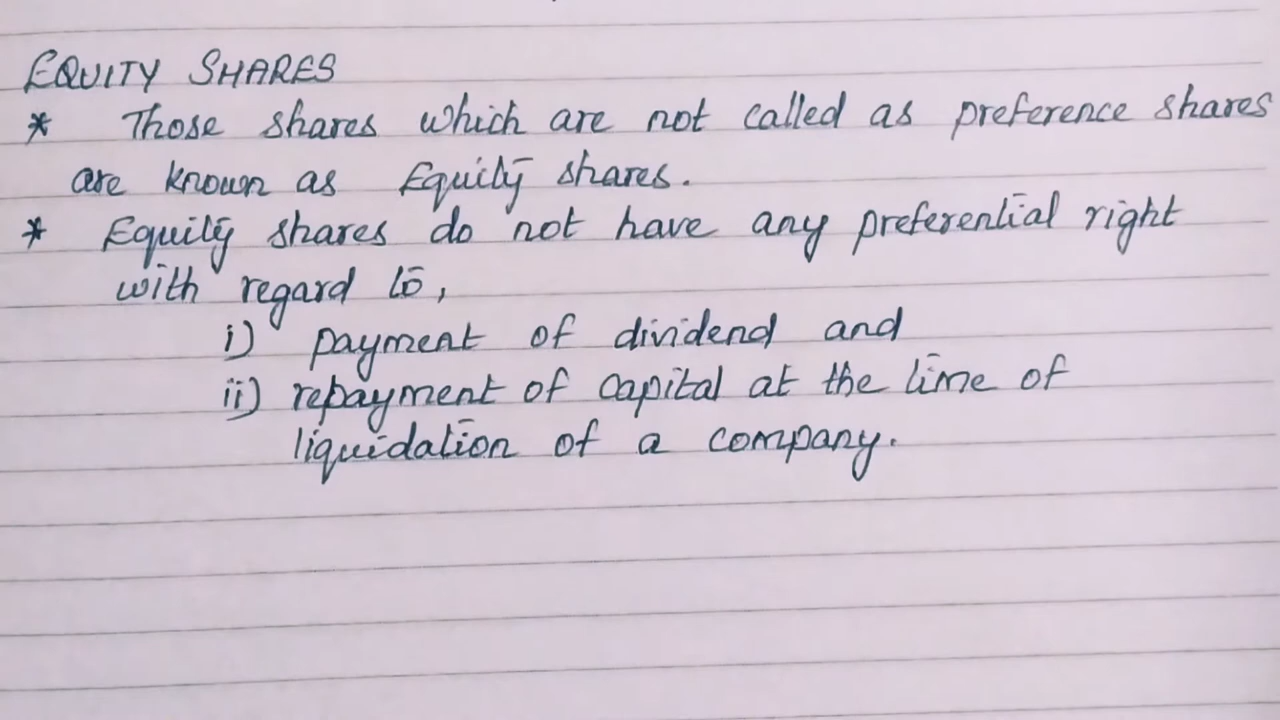 EQUITY SHARES
* Those shares which are not called as preference shares
are known as Equity shares.
* Equity shares do not have any preferential right
with regard to,
i) payment of dividend and
ii) repayment of capital at the time of
liquidation of a company.